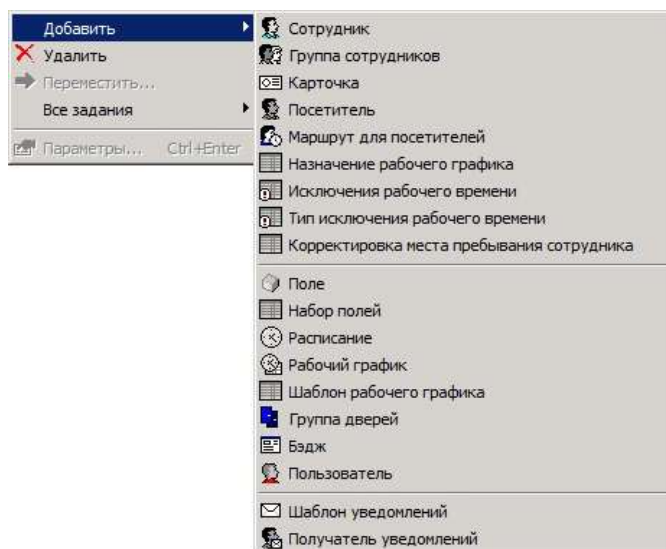 Добавить
Удалить
Переместить...
Все задания
Параметры... Ctrl+Enter
Сотрудник
Группа сотрудников
Карточка
Посетитель
Маршрут для посетителей
Назначение рабочего графика
Исключения рабочего времени
Тип исключения рабочего времени
Корректировка места пребывания сотрудника
Поле
Набор полей
Расписание
Рабочий график
Шаблон рабочего графика
Группа дверей
Бэдж
Пользователь
Шаблон уведомлений
Получатель уведомлений